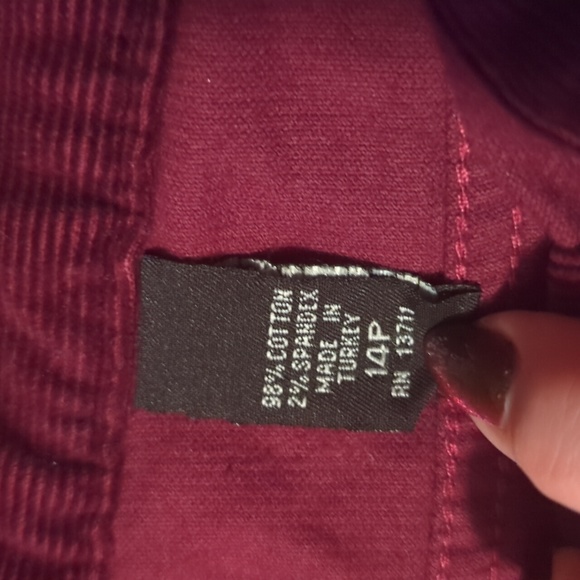 98% COTTON
2% SPANDEX
MADE IN
TURKEY
14P
RN 13711